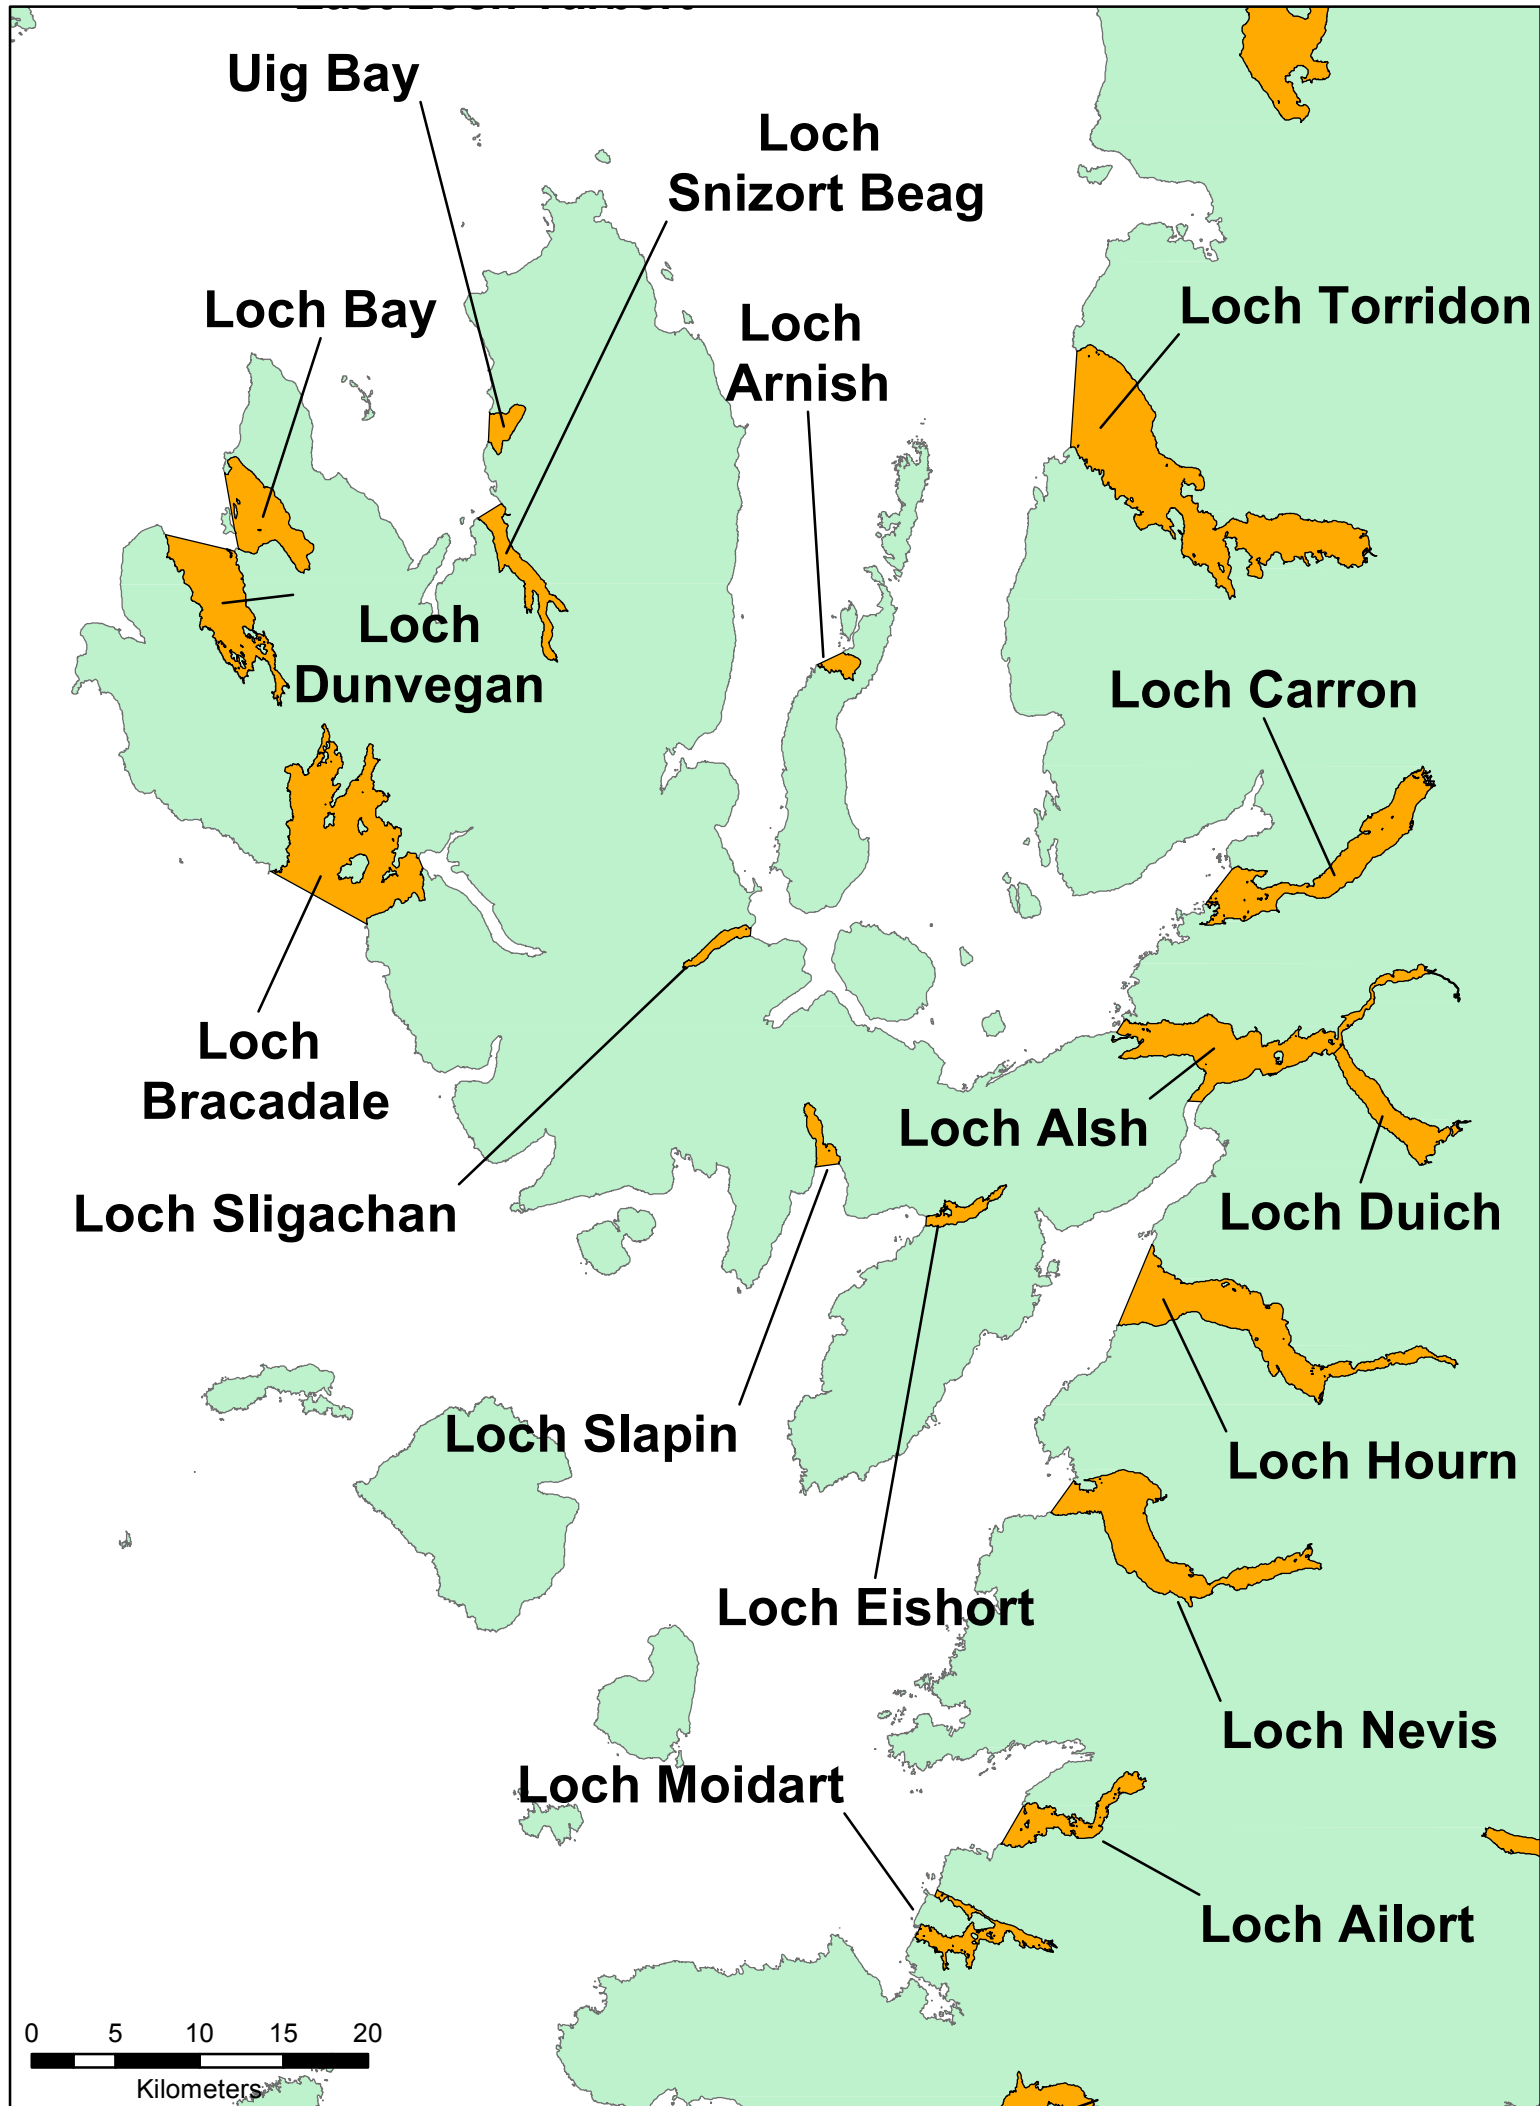 Uig Bay
Loch
Snizort Beag
Loch Bay
Loch
Arnish
Loch Torridon
Loch
Dunvegan
Loch Carron
Loch
Bracadale
Loch Alsh
Loch Sligachan
Loch Duich
Loch Slapin
Loch Hourn
Loch Eishort
Loch Nevis
Loch Moidart
Loch Ailort
0 5 10 15 20
Kilometers